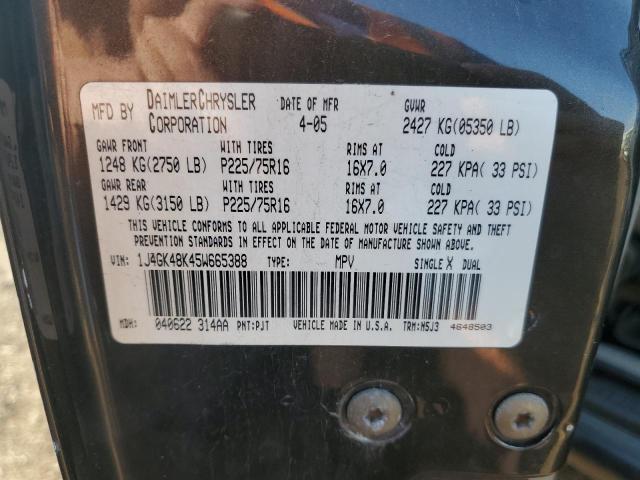 MFD BY DAIMLERCHRYSLER CORPORATION DATE OF MFR 4-05 GVWR 2427 KG(05350 LB)
GAWR FRONT WITH TIRES RIMS AT COLD
1248 KG(2750 LB) P225/75R16 16X7.0 227 KPA( 33 PSI)
GAWR REAR WITH TIRES RIMS AT COLD
1429 KG(3150 LB) P225/75R16 16X7.0 227 KPA( 33 PSI)
THIS VEHICLE CONFORMS TO ALL APPLICABLE FEDERAL MOTOR VEHICLE SAFETY AND THEFT
PREVENTION STANDARDS IN EFFECT ON THE DATE OF MANUFACTURE SHOWN ABOVE.
VIN: 1J4GK48K45W665388 TYPE: MPV SINGLE X DUAL
MDH: 040622 314AA PNT:PJT VEHICLE MADE IN U.S.A. TRM:N5J3 4648503